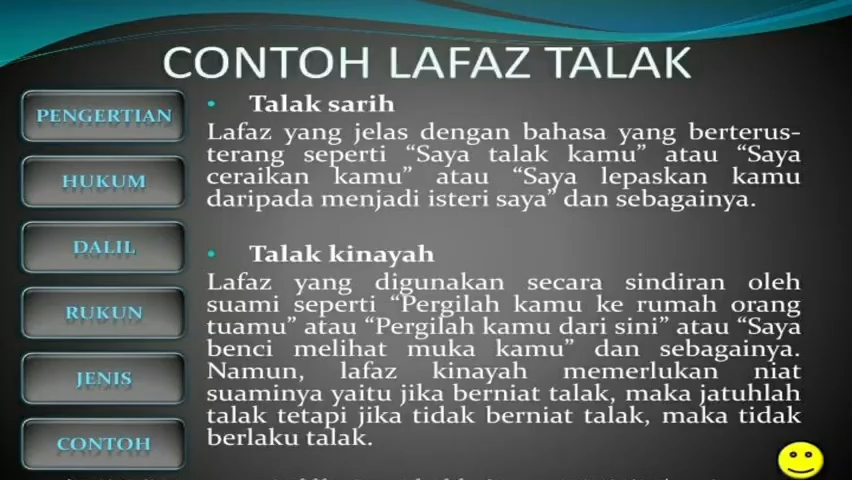 CONTOH LAFAZ TALAK
PENGERTIAN
HUKUM
DALIL
RUKUN
JENIS
CONTOH
• Talak sarih
Lafaz yang jelas dengan bahasa yang berterus-
terang seperti “Saya talak kamu” atau “Saya
ceraikan kamu” atau “Saya lepaskan kamu
daripada menjadi isteri saya” dan sebagainya.
• Talak kinayah
Lafaz yang digunakan secara sindiran oleh
suami seperti “Pergilah kamu ke rumah orang
tuamu” atau “Pergilah kamu dari sini” atau “Saya
benci melihat muka kamu” dan sebagainya.
Namun, lafaz kinayah memerlukan niat
suaminya yaitu jika berniat talak, maka jatuhlah
talak tetapi jika tidak berniat talak, maka tidak
berlaku talak.